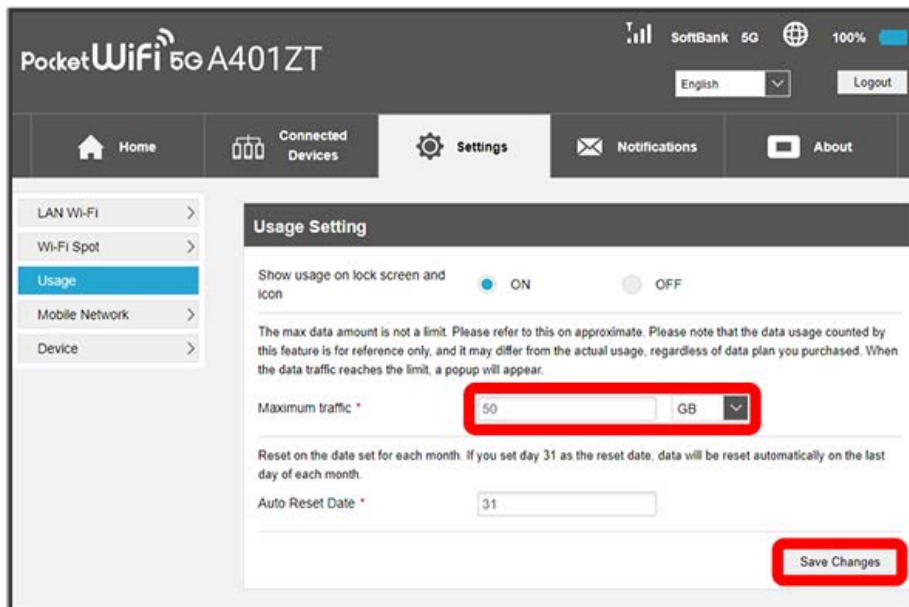 SoftBank 5G 100%
Pocket WiFi 5G A401ZT
English Logout
Home
Connected
Devices
Settings
Notifications
About
LAN Wi-Fi
Wi-Fi Spot
Usage
Mobile Network
Device
Usage Setting
Show usage on lock screen and
icon
ON OFF
The max data amount is not a limit. Please refer to this on approximate. Please note that the data usage counted by
this feature is for reference only, and it may differ from the actual usage, regardless of data plan you purchased. When
the data traffic reaches the limit, a popup will appear.
Maximum traffic * 50 GB
Reset on the date set for each month. If you set day 31 as the reset date, data will be reset automatically on the last
day of each month.
Auto Reset Date * 31
Save Changes